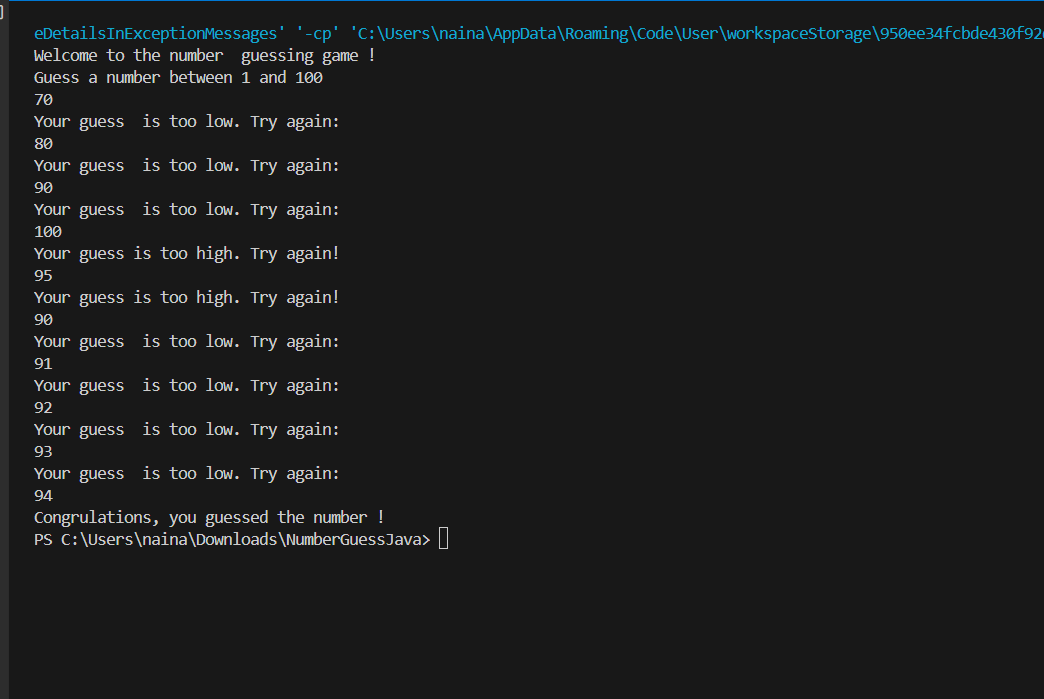 eDetailsInExceptionMessages' '-cp' 'C:\Users\naina\AppData\Roaming\Code\User\workspaceStorage\950ee34fcbde430f92
Welcome to the number  guessing game !
Guess a number between 1 and 100
70
Your guess  is too low. Try again:
80
Your guess  is too low. Try again:
90
Your guess  is too low. Try again:
100
Your guess is too high. Try again!
95
Your guess is too high. Try again!
90
Your guess  is too low. Try again:
91
Your guess  is too low. Try again:
92
Your guess  is too low. Try again:
93
Your guess  is too low. Try again:
94
Congrulations, you guessed the number !
PS C:\Users\naina\Downloads\NumberGuessJava>